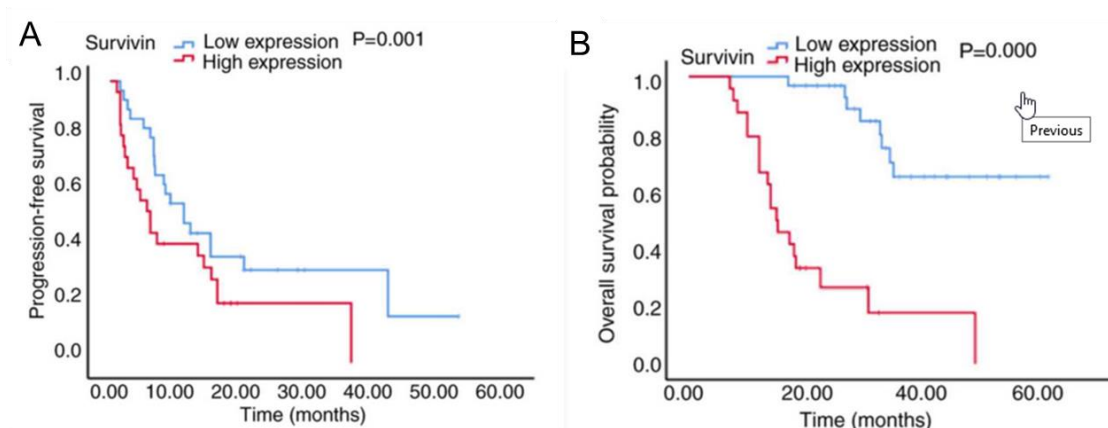 A
Survivin Low expression P=0.001
High expression
Progression-free survival
1.0
0.8
0.6
0.4
0.2
0.0
0.00 10.00 20.00 30.00 40.00 50.00 60.00
Time (months)
B
Survivin Low expression P=0.000
High expression
Previous
Overall survival probability
1.0
0.8
0.6
0.4
0.2
0.0
0.00 20.00 40.00 60.00
Time (months)